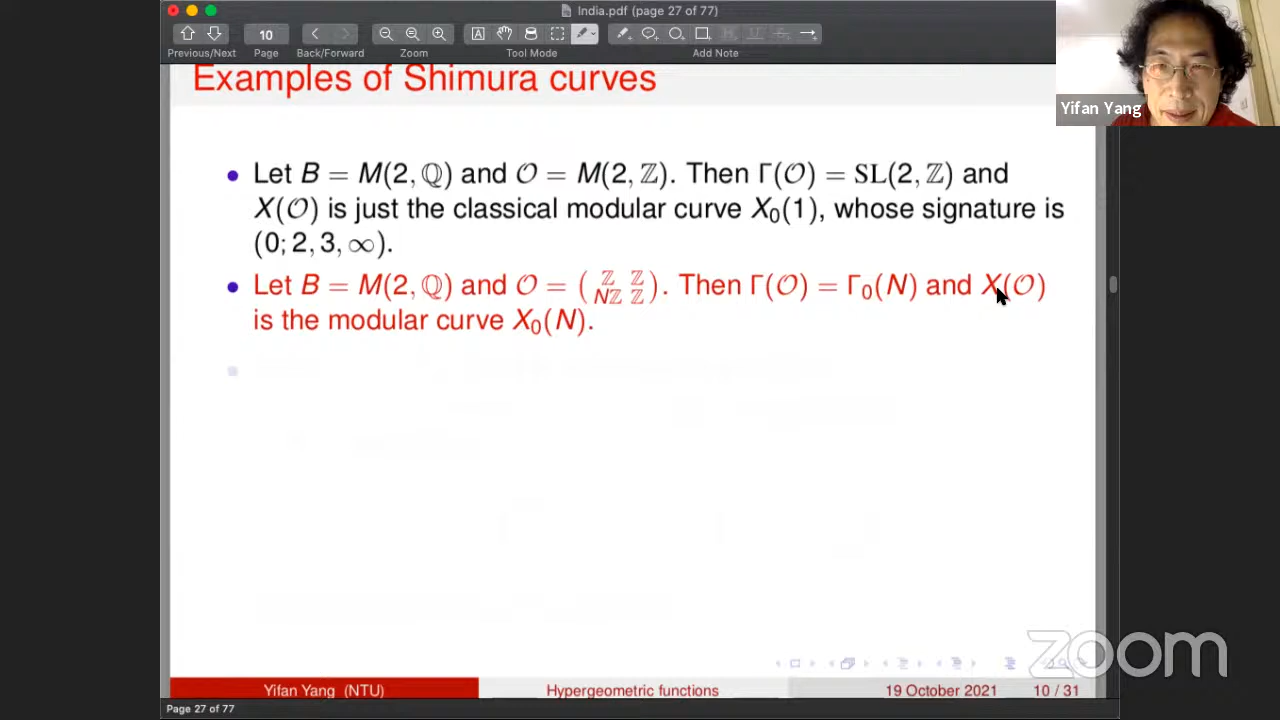 India.pdf (page 27 of 77)
10
Previous/Next Page Back/Forward Zoom Tool Mode Add Note
Examples of Shimura curves
Yifan Yang
• Let B = M(2, ℚ) and 𝒪 = M(2, ℤ). Then Γ(𝒪) = SL(2, ℤ) and
X(𝒪) is just the classical modular curve X₀(1), whose signature is
(0; 2, 3, ∞).
• Let B = M(2, ℚ) and 𝒪 = ( ℤ ℤ / Nℤ ℤ ). Then Γ(𝒪) = Γ₀(N) and X(𝒪)
is the modular curve X₀(N).
zoom
Yifan Yang (NTU) Hypergeometric functions 19 October 2021 10 / 31
Page 27 of 77